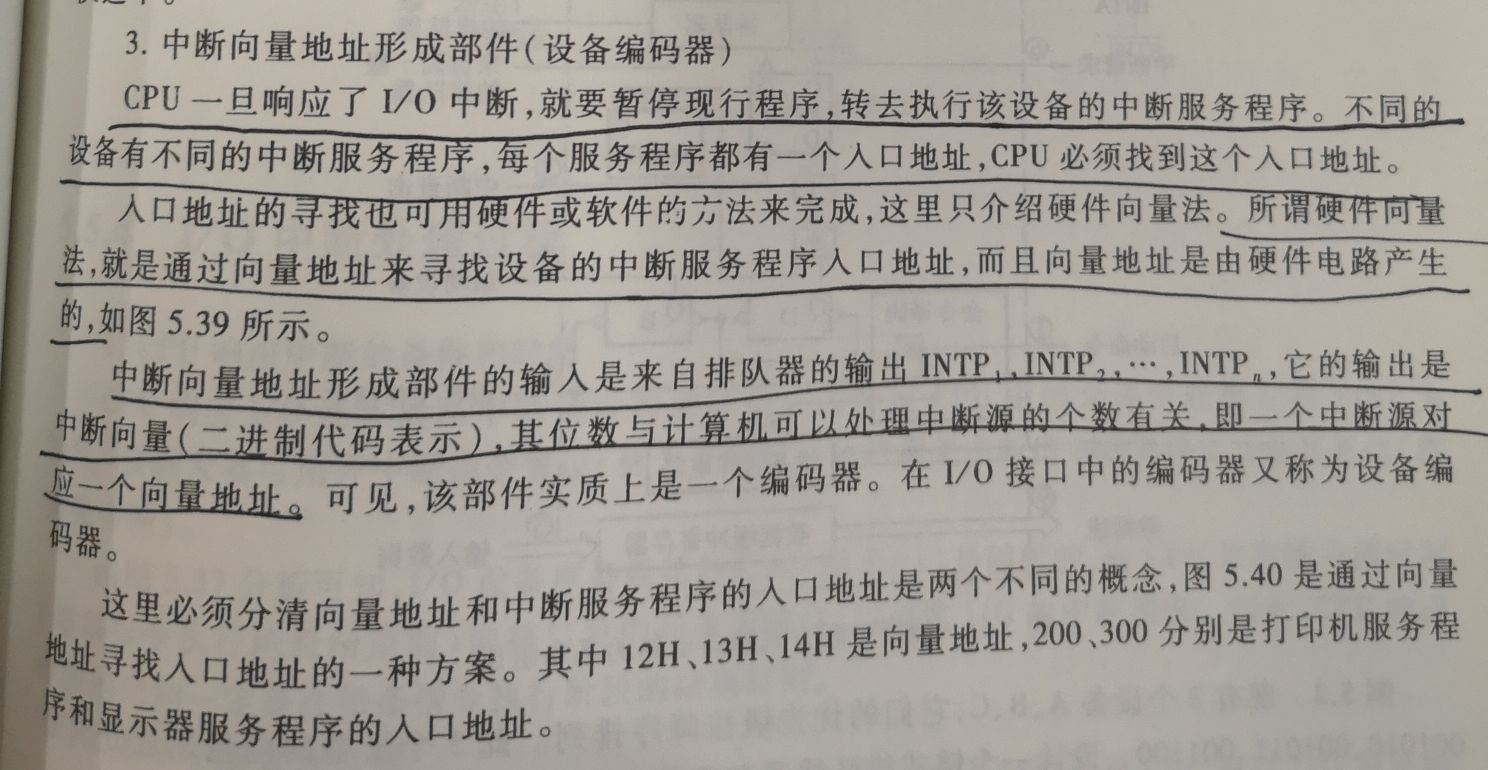 3. 中断向量地址形成部件(设备编码器)
CPU 一旦响应了 I/O 中断,就要暂停现行程序,转去执行该设备的中断服务程序。不同的
设备有不同的中断服务程序,每个服务程序都有一个入口地址,CPU 必须找到这个入口地址。
入口地址的寻找也可用硬件或软件的方法来完成,这里只介绍硬件向量法。所谓硬件向量
法,就是通过向量地址来寻找设备的中断服务程序入口地址,而且向量地址是由硬件电路产生
的,如图 5.39 所示。
中断向量地址形成部件的输入是来自排队器的输出 INTP₁,INTP₂,…,INTPₙ,它的输出是
中断向量(二进制代码表示),其位数与计算机可以处理中断源的个数有关,即一个中断源对
应一个向量地址。可见,该部件实质上是一个编码器。在 I/O 接口中的编码器又称为设备编
码器。
这里必须分清向量地址和中断服务程序的入口地址是两个不同的概念,图 5.40 是通过向量
地址寻找入口地址的一种方案。其中 12H、13H、14H 是向量地址,200、300 分别是打印机服务程
序和显示器服务程序的入口地址。